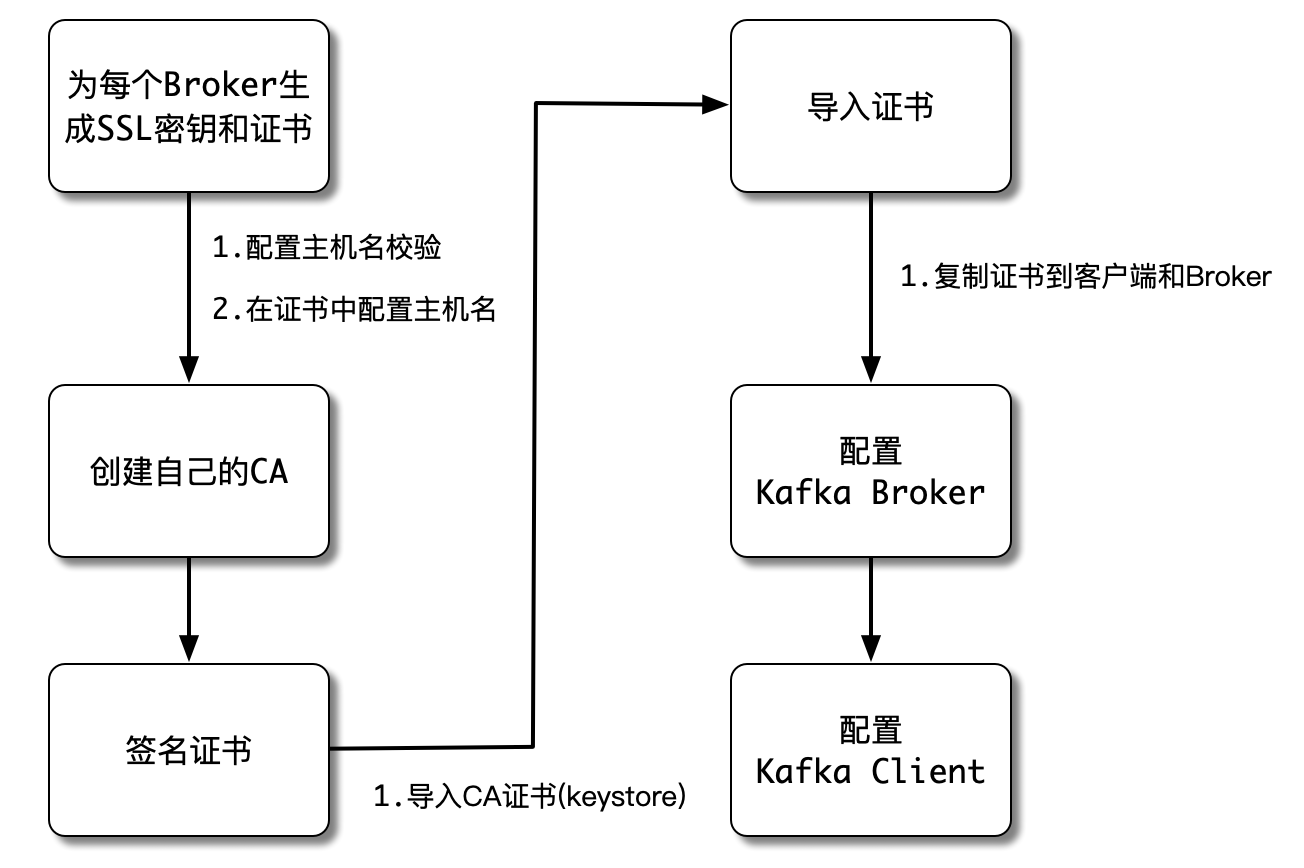 为每个Broker生
成SSL密钥和证书
1.配置主机名校验
2.在证书中配置主机名
创建自己的CA
签名证书
1.导入CA证书(keystore)
导入证书
1.复制证书到客户端和Broker
配置
Kafka Broker
配置
Kafka Client